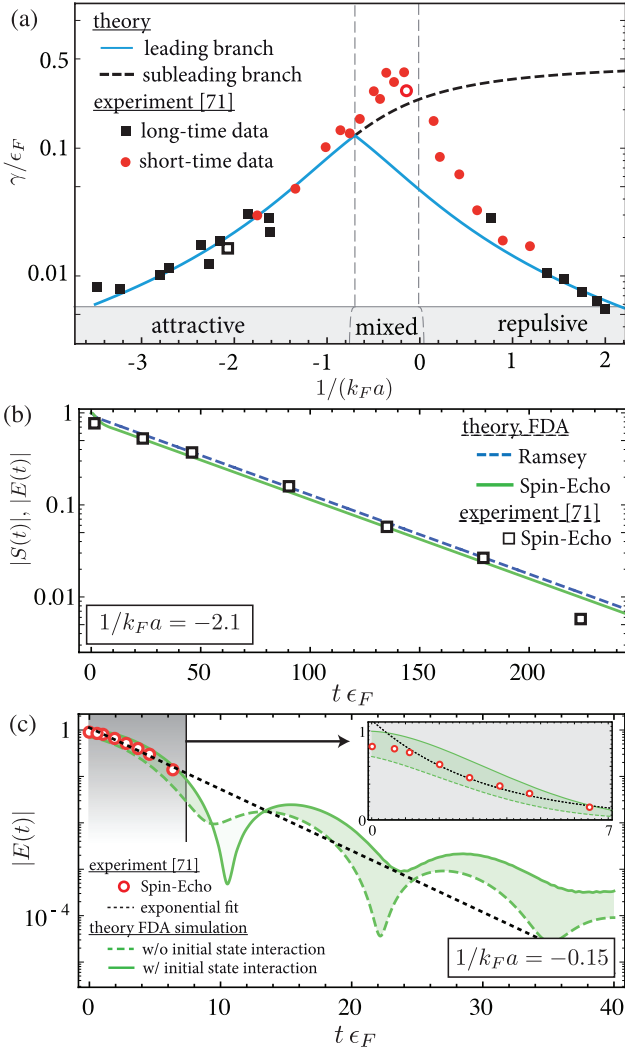 (a)
theory
leading branch
subleading branch
experiment [71]
long-time data
short-time data
γ/ϵ_F
0.5
0.1
0.01
attractive
mixed
repulsive
-3
-2
-1
0
1
2
1/(k_F a)
(b)
1
0.1
0.01
|S(t)|, |E(t)|
theory, FDA
Ramsey
Spin-Echo
experiment [71]
Spin-Echo
1/k_F a = −2.1
0
50
100
150
200
t ϵ_F
(c)
1
10^{-4}
|E(t)|
1
0
0
7
experiment [71]
Spin-Echo
exponential fit
theory FDA simulation
w/o initial state interaction
w/ initial state interaction
1/k_F a = −0.15
0
10
20
30
40
t ϵ_F